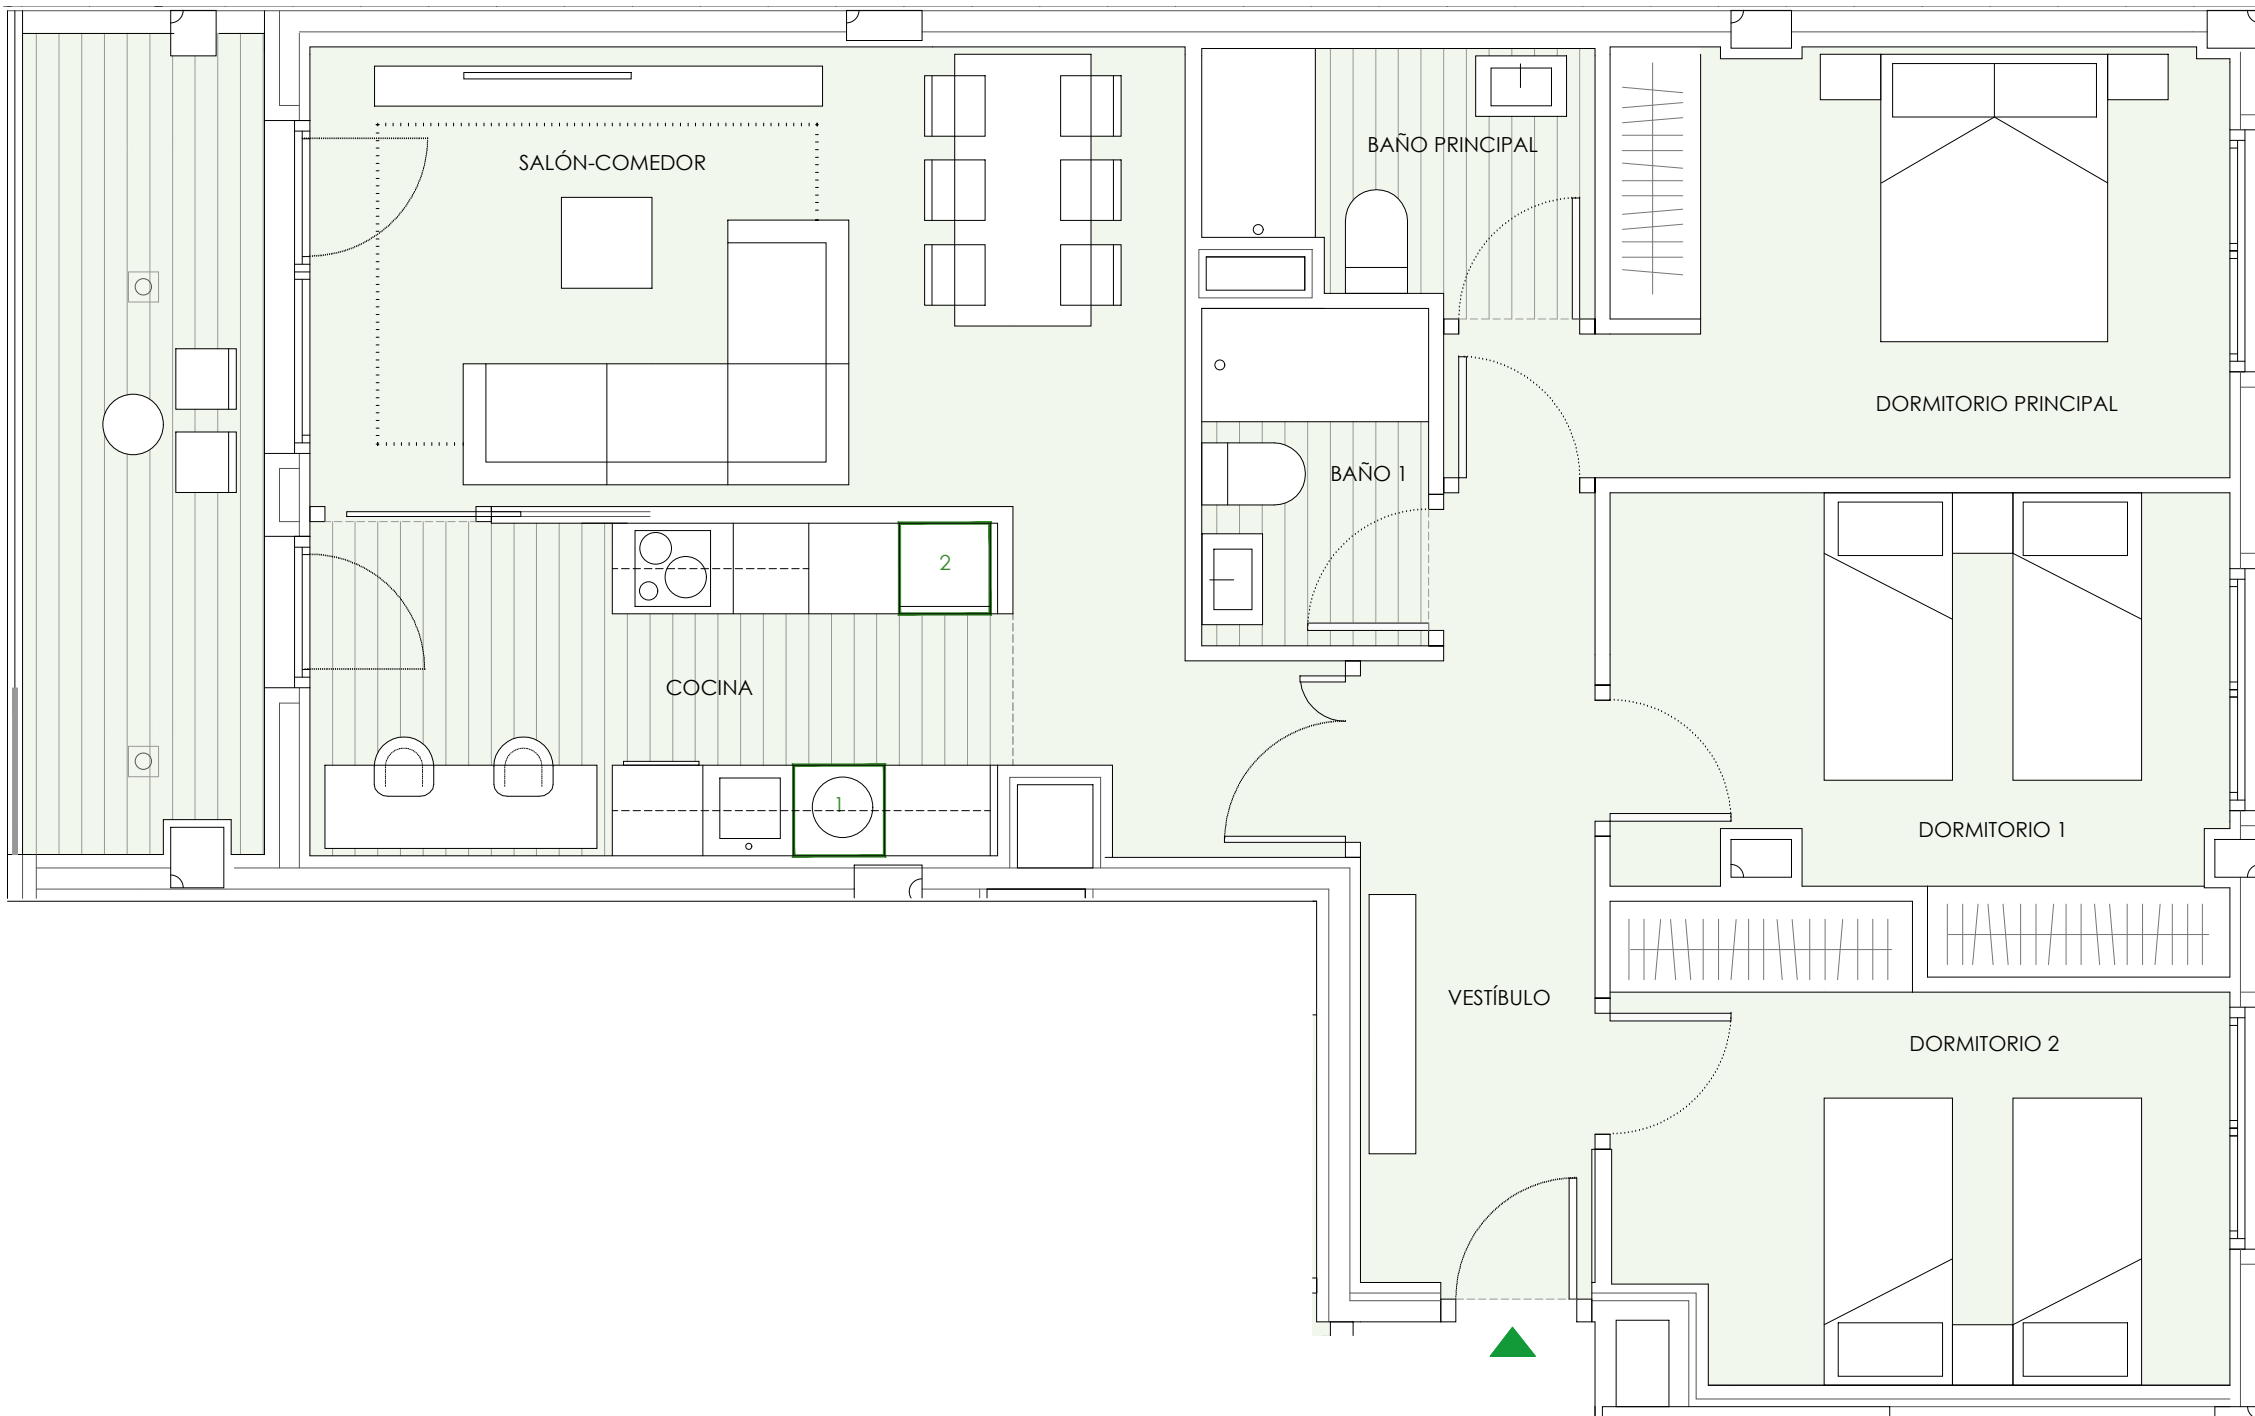 SALÓN-COMEDOR
BAÑO PRINCIPAL
DORMITORIO PRINCIPAL
BAÑO 1
2
COCINA
1
DORMITORIO 1
VESTÍBULO
DORMITORIO 2